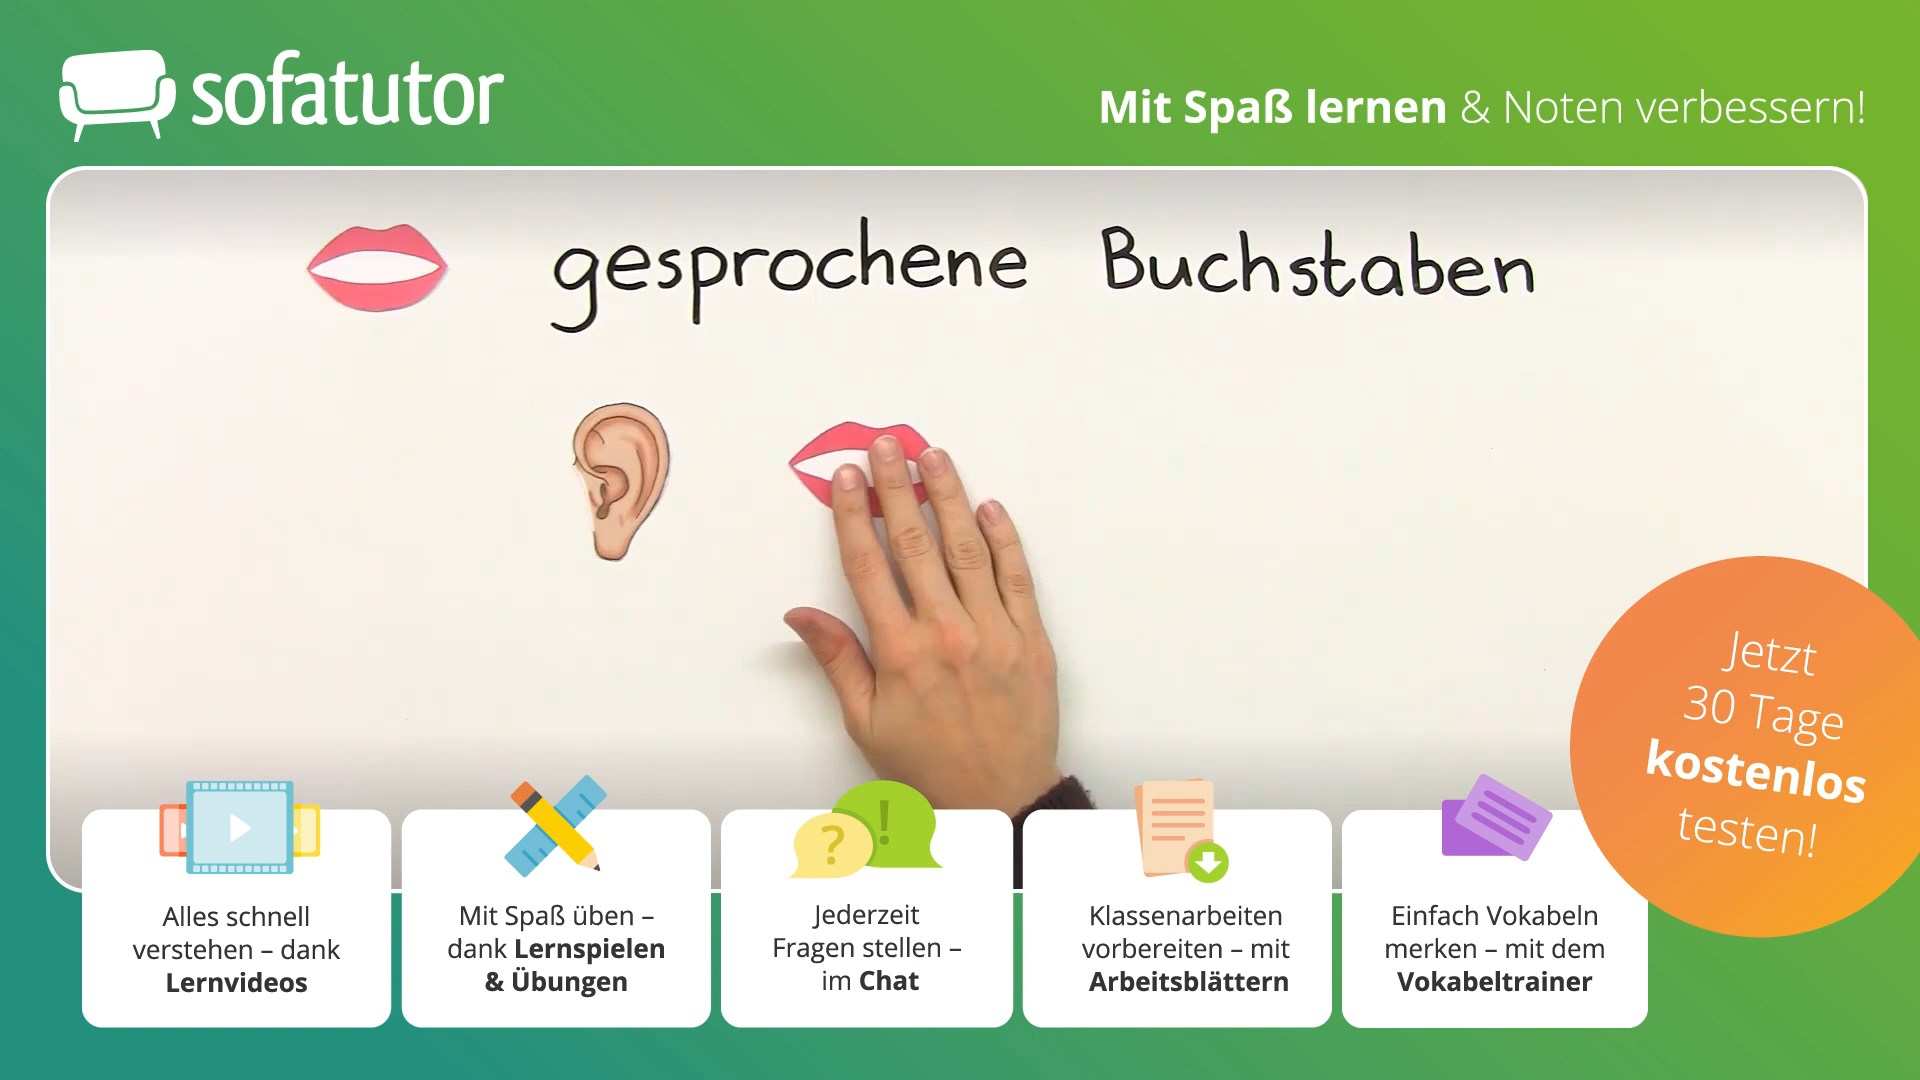 sofatutor
Mit Spaß lernen & Noten verbessern!
gesprochene Buchstaben
Jetzt
30 Tage
kostenlos
testen!
?
!
Alles schnell
verstehen – dank
Lernvideos
Mit Spaß üben –
dank Lernspielen
& Übungen
Jederzeit
Fragen stellen –
im Chat
Klassenarbeiten
vorbereiten – mit
Arbeitsblättern
Einfach Vokabeln
merken – mit dem
Vokabeltrainer